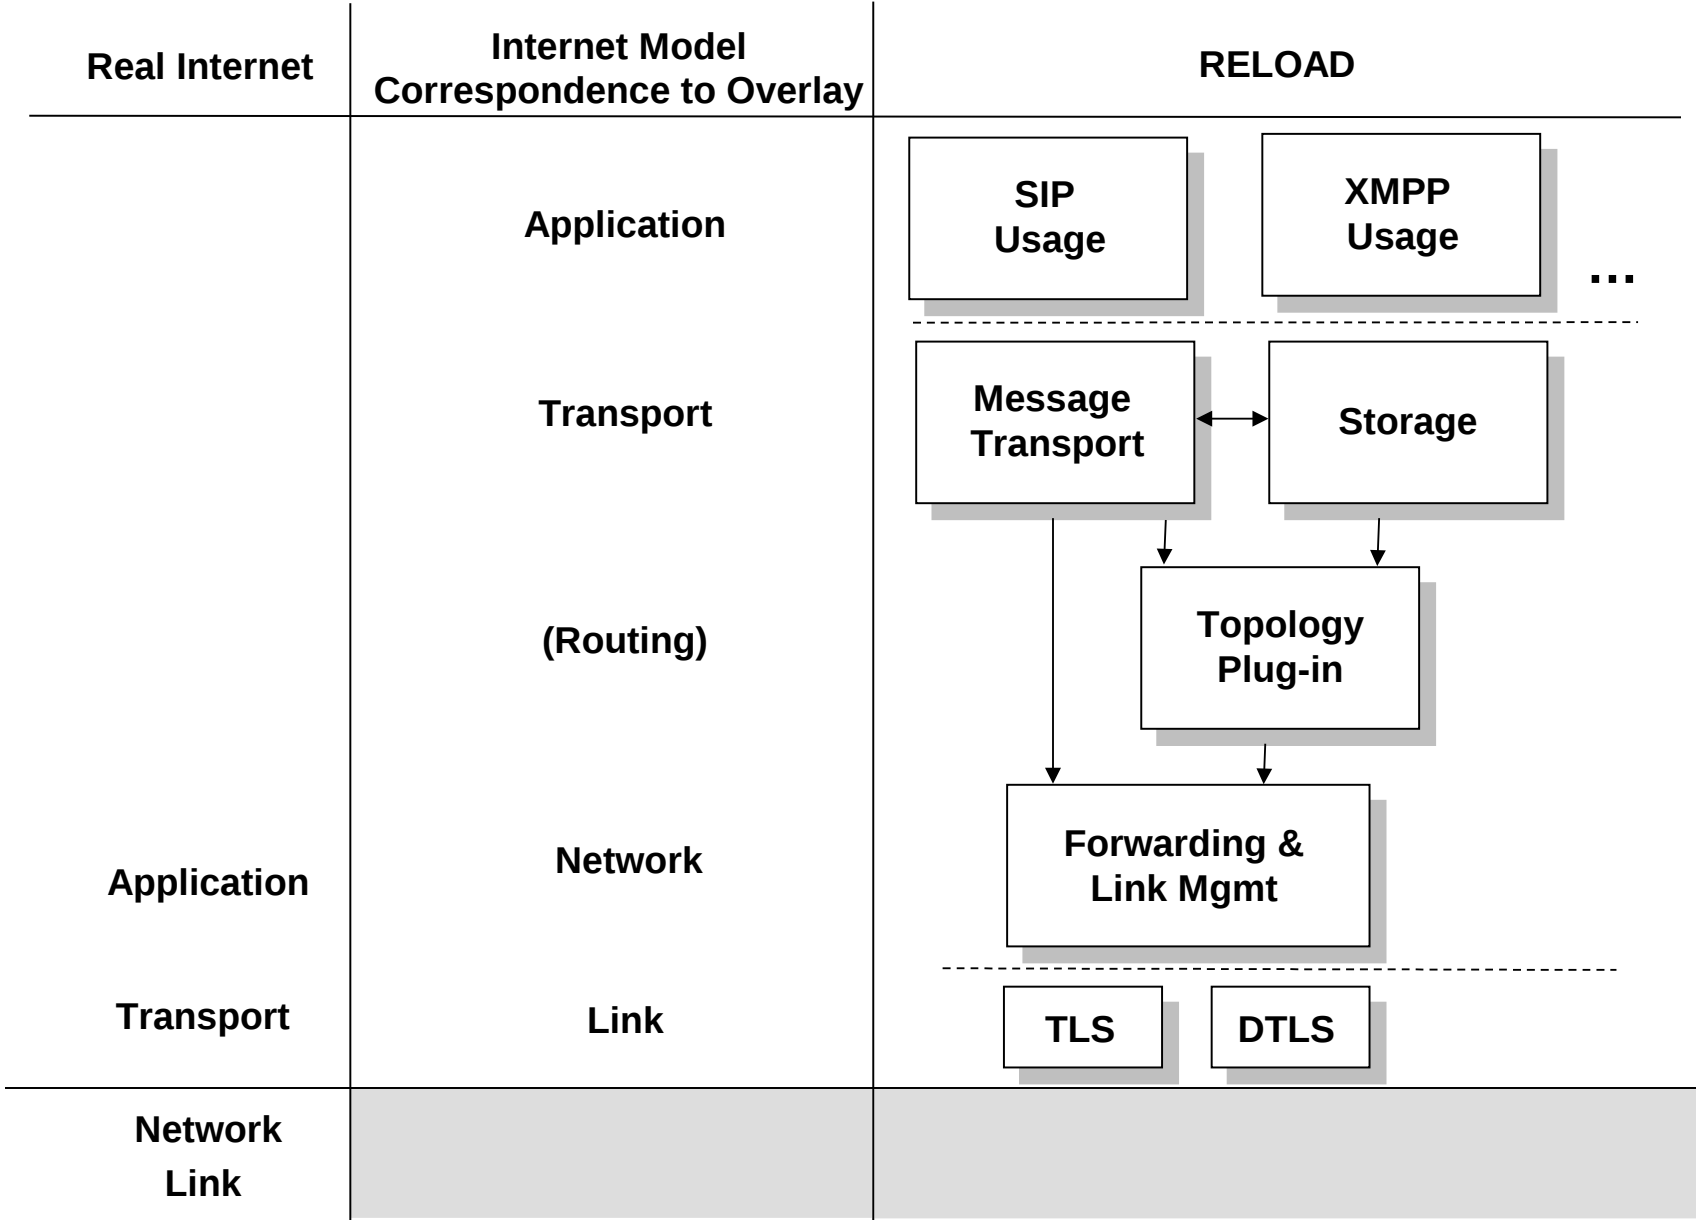 Real Internet
Internet Model
Correspondence to Overlay
RELOAD
Application
SIP
Usage
XMPP
Usage
...
Transport
Message
Transport
Storage
(Routing)
Topology
Plug-in
Application
Network
Forwarding &
Link Mgmt
Transport
Link
TLS
DTLS
Network
Link